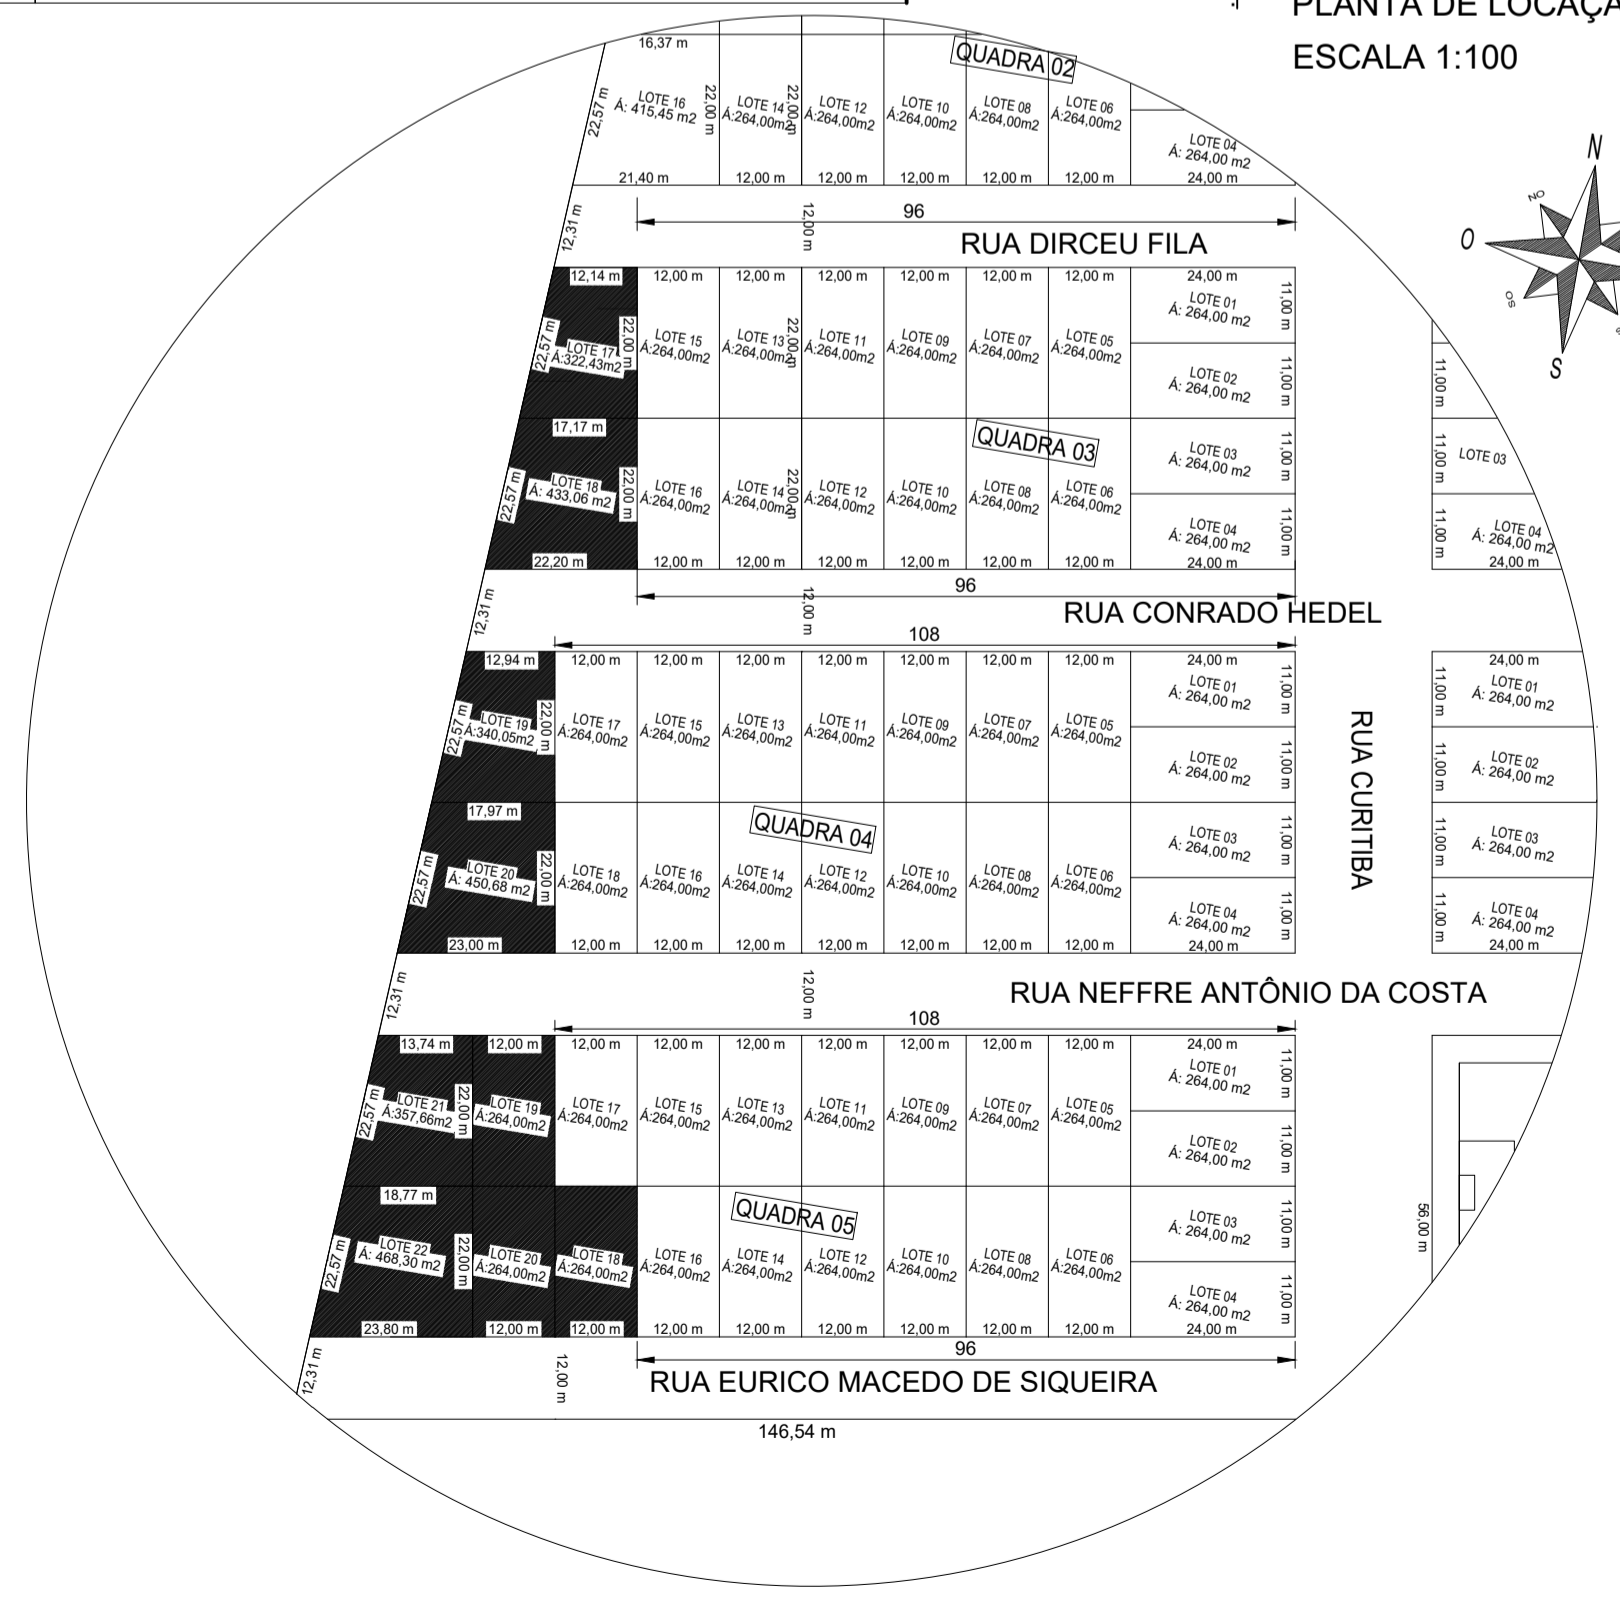 PLANTA DE LOCAÇA
ESCALA 1:100
N
NO
O
SO
S
QUADRA 02
16,37 m
22,57 m
LOTE 16
Á: 415,45 m2
22,00 m
LOTE 14
Á:264,00m2
22,00 m
LOTE 12
Á:264,00m2
LOTE 10
Á:264,00m2
LOTE 08
Á:264,00m2
LOTE 06
Á:264,00m2
LOTE 04
Á: 264,00 m2
21,40 m
12,00 m
12,00 m
12,00 m
12,00 m
12,00 m
24,00 m
12,31 m
12,00 m
96
RUA DIRCEU FILA
12,14 m
12,00 m
12,00 m
12,00 m
12,00 m
12,00 m
12,00 m
24,00 m
22,57 m
LOTE 17
Á:322,43m2
22,00 m
LOTE 15
Á:264,00m2
LOTE 13
Á:264,00m2
22,00 m
LOTE 11
Á:264,00m2
LOTE 09
Á:264,00m2
LOTE 07
Á:264,00m2
LOTE 05
Á:264,00m2
LOTE 01
Á: 264,00 m2
11,00 m
LOTE 02
Á: 264,00 m2
11,00 m
11,00 m
QUADRA 03
17,17 m
22,57 m
LOTE 18
Á: 433,06 m2
22,00 m
LOTE 16
Á:264,00m2
LOTE 14
Á:264,00m2
22,00 m
LOTE 12
Á:264,00m2
LOTE 10
Á:264,00m2
LOTE 08
Á:264,00m2
LOTE 06
Á:264,00m2
LOTE 03
Á: 264,00 m2
11,00 m
LOTE 04
Á: 264,00 m2
11,00 m
11,00 m
LOTE 03
11,00 m
LOTE 04
Á: 264,00 m2
24,00 m
22,20 m
12,00 m
12,00 m
12,00 m
12,00 m
12,00 m
12,00 m
24,00 m
12,31 m
12,00 m
96
RUA CONRADO HEDEL
108
12,94 m
12,00 m
12,00 m
12,00 m
12,00 m
12,00 m
12,00 m
12,00 m
24,00 m
24,00 m
22,57 m
LOTE 19
Á:340,05m2
22,00 m
LOTE 17
Á:264,00m2
LOTE 15
Á:264,00m2
LOTE 13
Á:264,00m2
LOTE 11
Á:264,00m2
LOTE 09
Á:264,00m2
LOTE 07
Á:264,00m2
LOTE 05
Á:264,00m2
LOTE 01
Á: 264,00 m2
11,00 m
LOTE 02
Á: 264,00 m2
11,00 m
RUA CURITIBA
11,00 m
LOTE 01
Á: 264,00 m2
11,00 m
LOTE 02
Á: 264,00 m2
QUADRA 04
17,97 m
22,57 m
LOTE 20
Á: 450,68 m2
22,00 m
LOTE 18
Á:264,00m2
LOTE 16
Á:264,00m2
LOTE 14
Á:264,00m2
LOTE 12
Á:264,00m2
LOTE 10
Á:264,00m2
LOTE 08
Á:264,00m2
LOTE 06
Á:264,00m2
LOTE 03
Á: 264,00 m2
11,00 m
LOTE 04
Á: 264,00 m2
11,00 m
11,00 m
LOTE 03
Á: 264,00 m2
11,00 m
LOTE 04
Á: 264,00 m2
24,00 m
23,00 m
12,00 m
12,00 m
12,00 m
12,00 m
12,00 m
12,00 m
12,00 m
24,00 m
12,31 m
12,00 m
RUA NEFFRE ANTÔNIO DA COSTA
108
13,74 m
12,00 m
12,00 m
12,00 m
12,00 m
12,00 m
12,00 m
12,00 m
12,00 m
24,00 m
22,57 m
LOTE 21
Á:357,66m2
22,00 m
LOTE 19
Á:264,00m2
LOTE 17
Á:264,00m2
LOTE 15
Á:264,00m2
LOTE 13
Á:264,00m2
LOTE 11
Á:264,00m2
LOTE 09
Á:264,00m2
LOTE 07
Á:264,00m2
LOTE 05
Á:264,00m2
LOTE 01
Á: 264,00 m2
11,00 m
LOTE 02
Á: 264,00 m2
11,00 m
QUADRA 05
18,77 m
22,57 m
LOTE 22
Á: 468,30 m2
22,00 m
LOTE 20
Á:264,00m2
LOTE 18
Á:264,00m2
LOTE 16
Á:264,00m2
LOTE 14
Á:264,00m2
LOTE 12
Á:264,00m2
LOTE 10
Á:264,00m2
LOTE 08
Á:264,00m2
LOTE 06
Á:264,00m2
LOTE 03
Á: 264,00 m2
11,00 m
LOTE 04
Á: 264,00 m2
11,00 m
56,00 m
23,80 m
12,00 m
12,00 m
12,00 m
12,00 m
12,00 m
12,00 m
12,00 m
12,00 m
24,00 m
12,31 m
12,00 m
96
RUA EURICO MACEDO DE SIQUEIRA
146,54 m